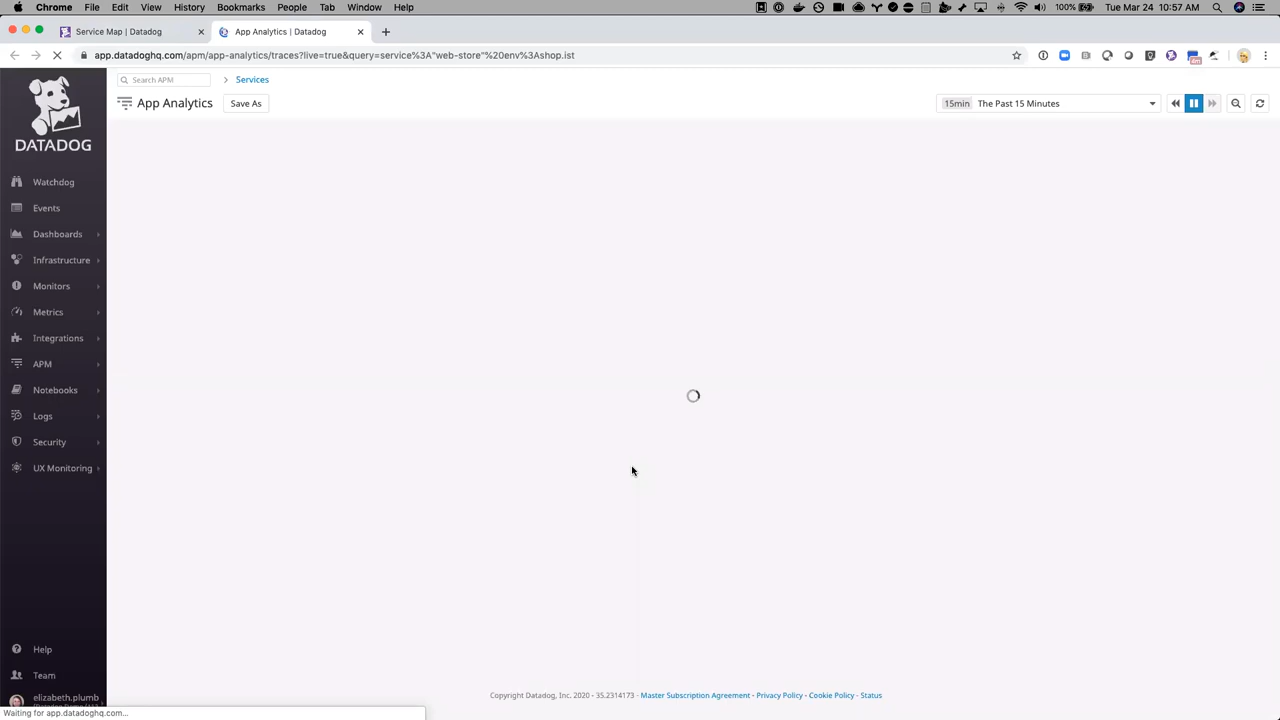 Chrome File Edit View History Bookmarks People Tab Window Help 100% Tue Mar 24 10:57 AM
Service Map | Datadog
App Analytics | Datadog
app.datadoghq.com/apm/app-analytics/traces?live=true&query=service%3A"web-store"%20env%3Ashop.ist
Search APM
Services
App Analytics
Save As
15min The Past 15 Minutes
DATADOG
Watchdog
Events
Dashboards
Infrastructure
Monitors
Metrics
Integrations
APM
Notebooks
Logs
Security
UX Monitoring
Help
Team
elizabeth.plumb
Copyright Datadog, Inc. 2020 - 35.2314173 - Master Subscription Agreement - Privacy Policy - Cookie Policy - Status
Waiting for app.datadoghq.com...